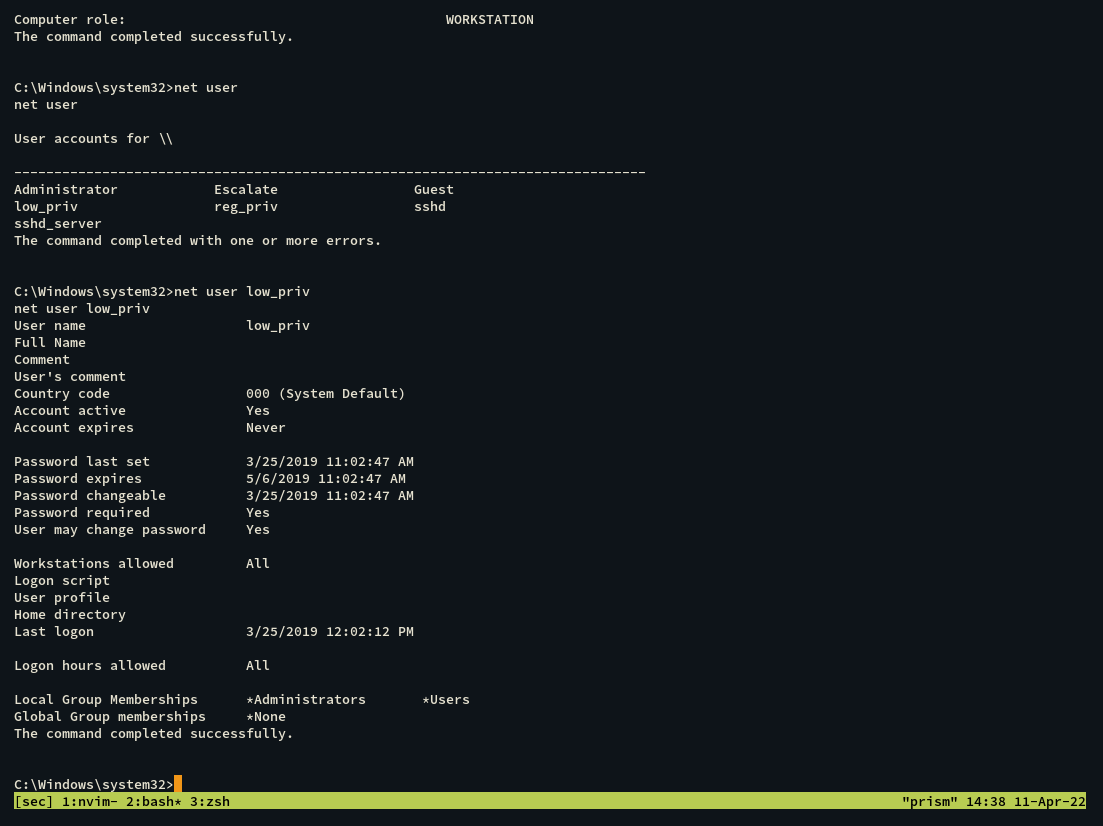 Computer role:                                        WORKSTATION
The command completed successfully.
C:\Windows\system32>net user
net user
User accounts for \\
-------------------------------------------------------------------------------
Administrator            Escalate                 Guest
low_priv                 reg_priv                 sshd
sshd_server
The command completed with one or more errors.
C:\Windows\system32>net user low_priv
net user low_priv
User name                    low_priv
Full Name
Comment
User's comment
Country code                 000 (System Default)
Account active               Yes
Account expires              Never
Password last set            3/25/2019 11:02:47 AM
Password expires             5/6/2019 11:02:47 AM
Password changeable          3/25/2019 11:02:47 AM
Password required            Yes
User may change password     Yes
Workstations allowed         All
Logon script
User profile
Home directory
Last logon                   3/25/2019 12:02:12 PM
Logon hours allowed          All
Local Group Memberships      *Administrators       *Users
Global Group memberships     *None
The command completed successfully.
C:\Windows\system32>
[sec] 1:nvim- 2:bash* 3:zsh                                                                                    "prism" 14:38 11-Apr-22